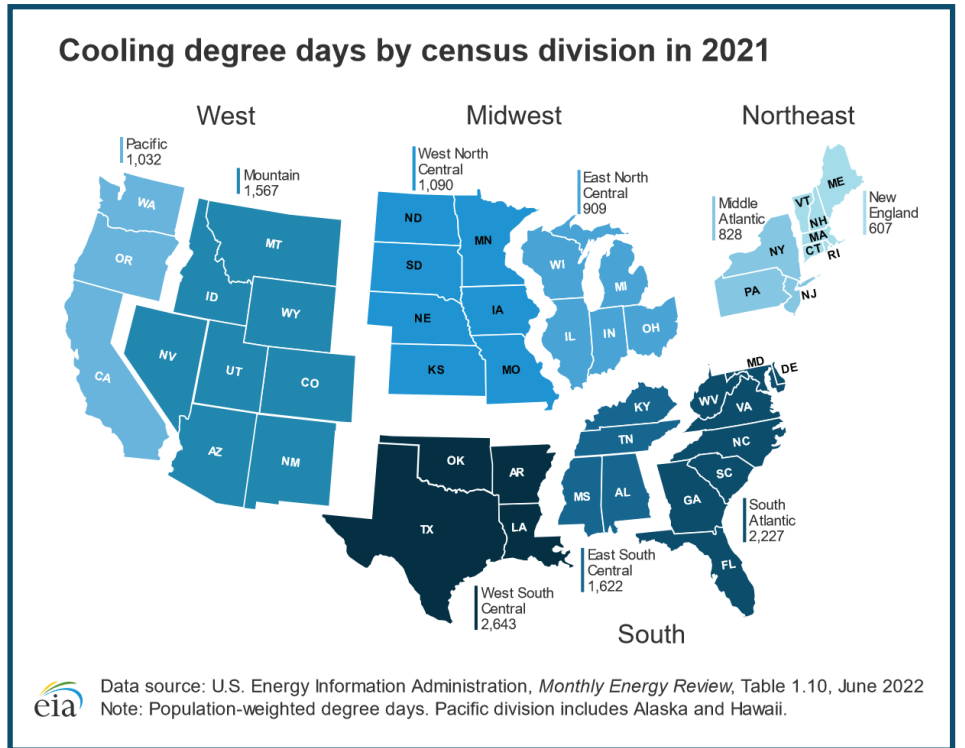 Cooling degree days by census division in 2021
West
Midwest
Northeast
Pacific
1,032
Mountain
1,567
West North
Central
1,090
East North
Central
909
Middle
Atlantic
828
New
England
607
WA
OR
CA
MT
ID
WY
NV
UT
CO
AZ
NM
ND
MN
SD
NE
IA
KS
MO
WI
MI
IL
IN
OH
ME
VT
NH
MA
CT
RI
NY
PA
NJ
OK
AR
TX
LA
KY
TN
MS
AL
MD
DE
WV
VA
NC
SC
GA
FL
South
Atlantic
2,227
East South
Central
1,622
West South
Central
2,643
South
eia
Data source: U.S. Energy Information Administration, Monthly Energy Review, Table 1.10, June 2022
Note: Population-weighted degree days. Pacific division includes Alaska and Hawaii.